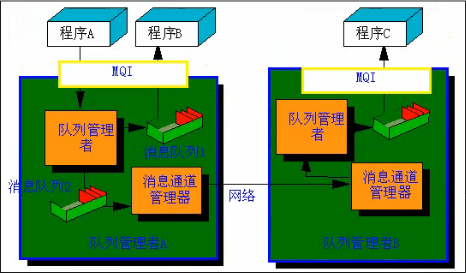 程序A
程序B
程序C
MQI
MQI
队列管理
者
消息队列1
队列管理
者
消息队列2
消息通道
管理器
网络
消息通道
管理器
队列管理者A
队列管理者B